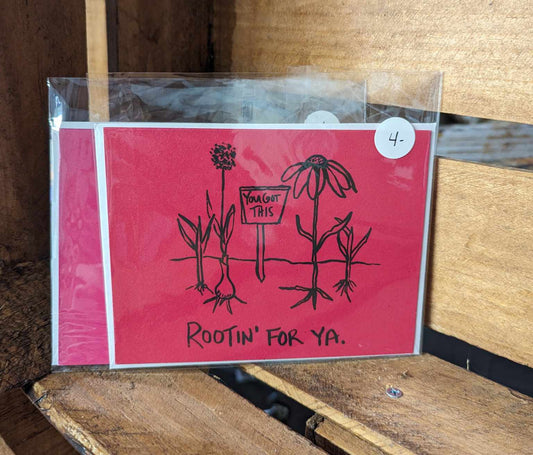 4-
YOU GOT
THIS
ROOTIN' FOR YA.